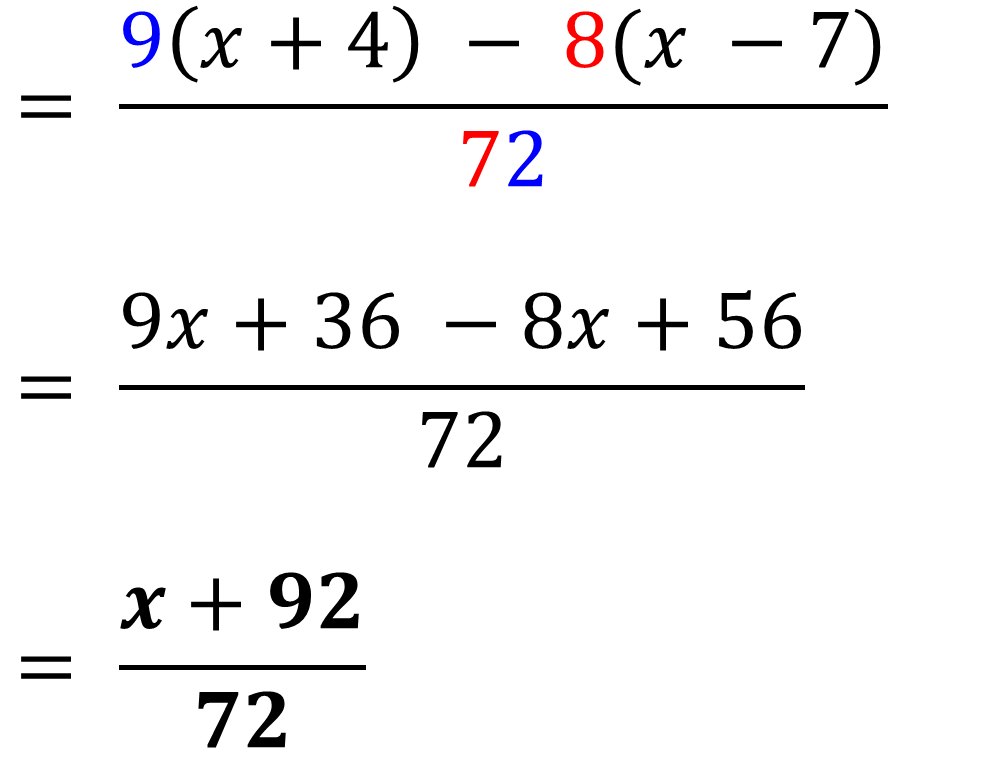 = 9(x + 4) − 8(x − 7)
72
= 9x + 36 − 8x + 56
72
= x + 92
72